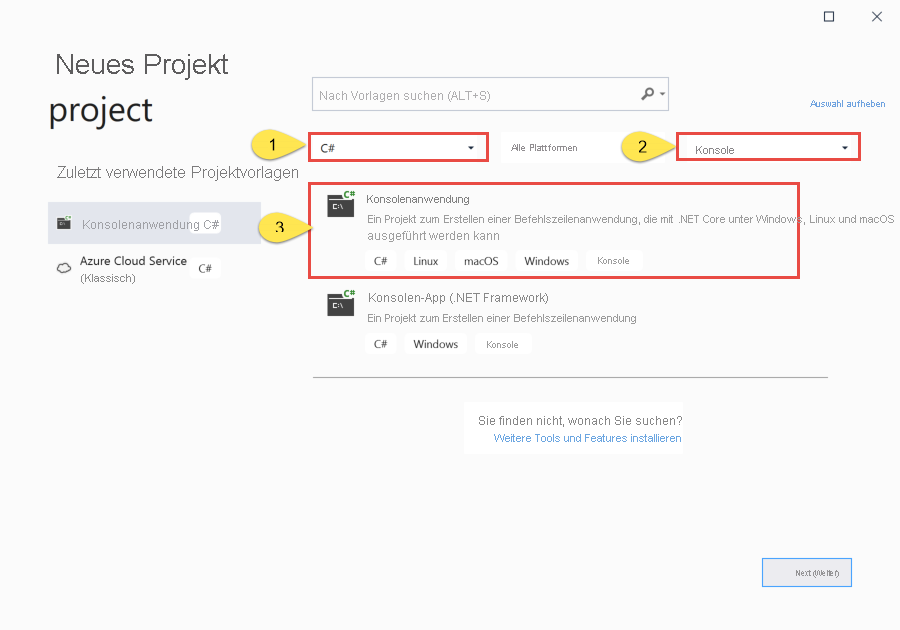 Neues Projekt
project
Nach Vorlagen suchen (ALT+S)
Auswahl aufheben
1
C#
Alle Plattformen
2
Konsole
Zuletzt verwendete Projektvorlagen
Konsolenanwendung C#
Azure Cloud Service
(Klassisch)
C#
3
C#
E:\
Konsolenanwendung
Ein Projekt zum Erstellen einer Befehlszeilenanwendung, die mit .NET Core unter Windows, Linux und macOS
ausgeführt werden kann
C# Linux macOS Windows Konsole
C#
E:\
Konsolen-App (.NET Framework)
Ein Projekt zum Erstellen einer Befehlszeilenanwendung
C# Windows Konsole
Sie finden nicht, wonach Sie suchen?
Weitere Tools und Features installieren
Next (Weiter)